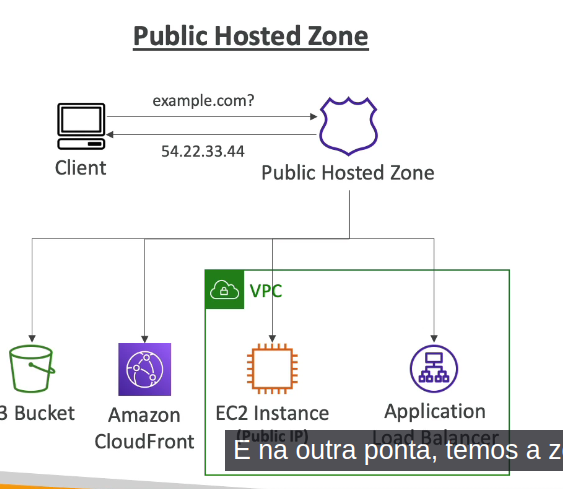 Public Hosted Zone
example.com?
54.22.33.44
Client
Public Hosted Zone
VPC
3 Bucket
Amazon
CloudFront
EC2 Instance
(Public IP)
Application
Load Balancer
E na outra ponta, temos a z